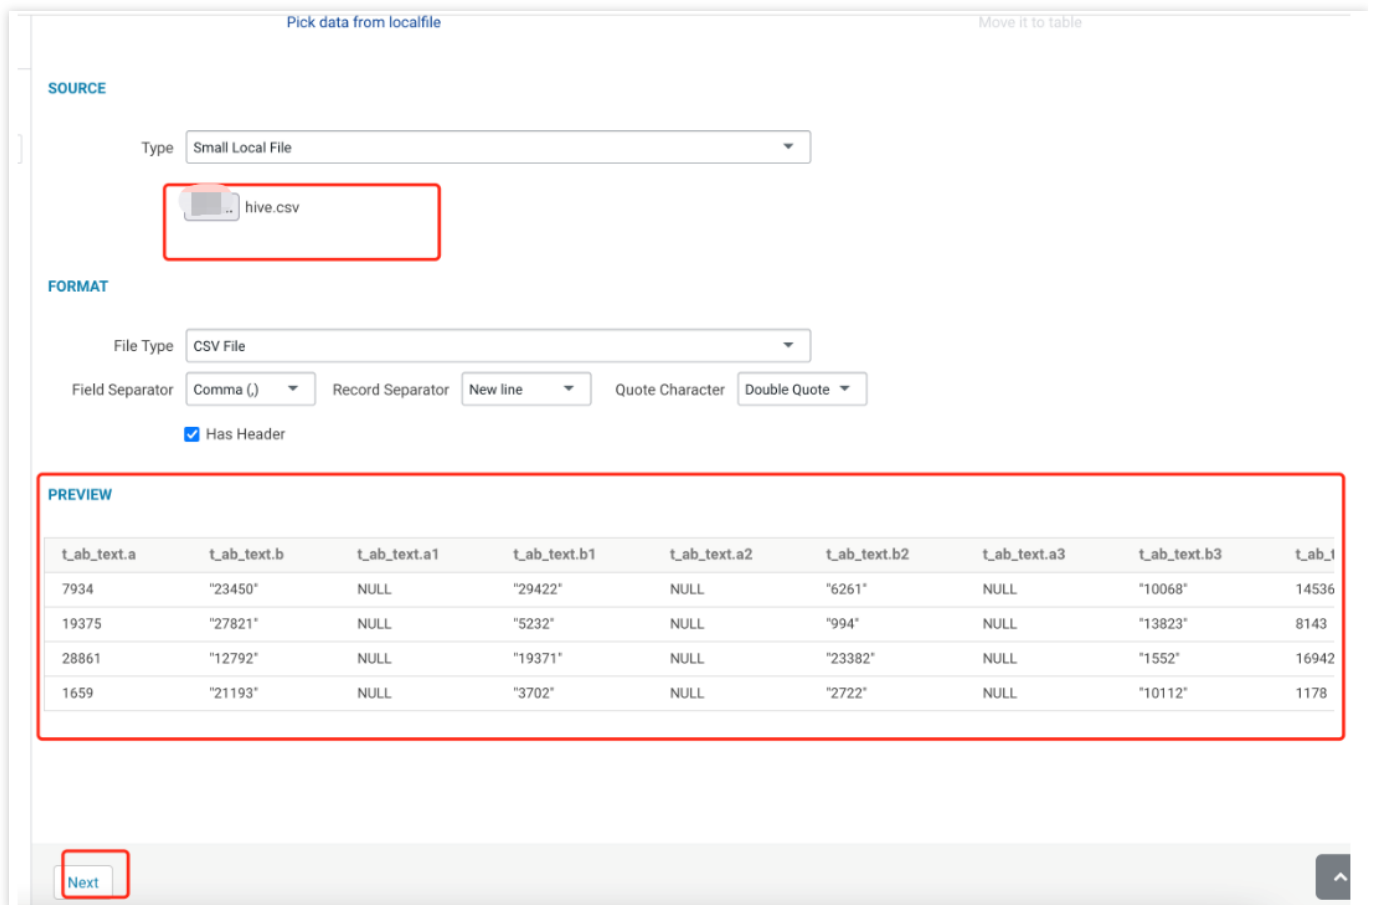 Pick data from localfile Move it to table
SOURCE
Type Small Local File
.. hive.csv
FORMAT
File Type CSV File
Field Separator Comma (,) Record Separator New line Quote Character Double Quote
Has Header
PREVIEW
t_ab_text.a t_ab_text.b t_ab_text.a1 t_ab_text.b1 t_ab_text.a2 t_ab_text.b2 t_ab_text.a3 t_ab_text.b3 t_ab_t
7934 "23450" NULL "29422" NULL "6261" NULL "10068" 14536
19375 "27821" NULL "5232" NULL "994" NULL "13823" 8143
28861 "12792" NULL "19371" NULL "23382" NULL "1552" 16942
1659 "21193" NULL "3702" NULL "2722" NULL "10112" 1178
Next